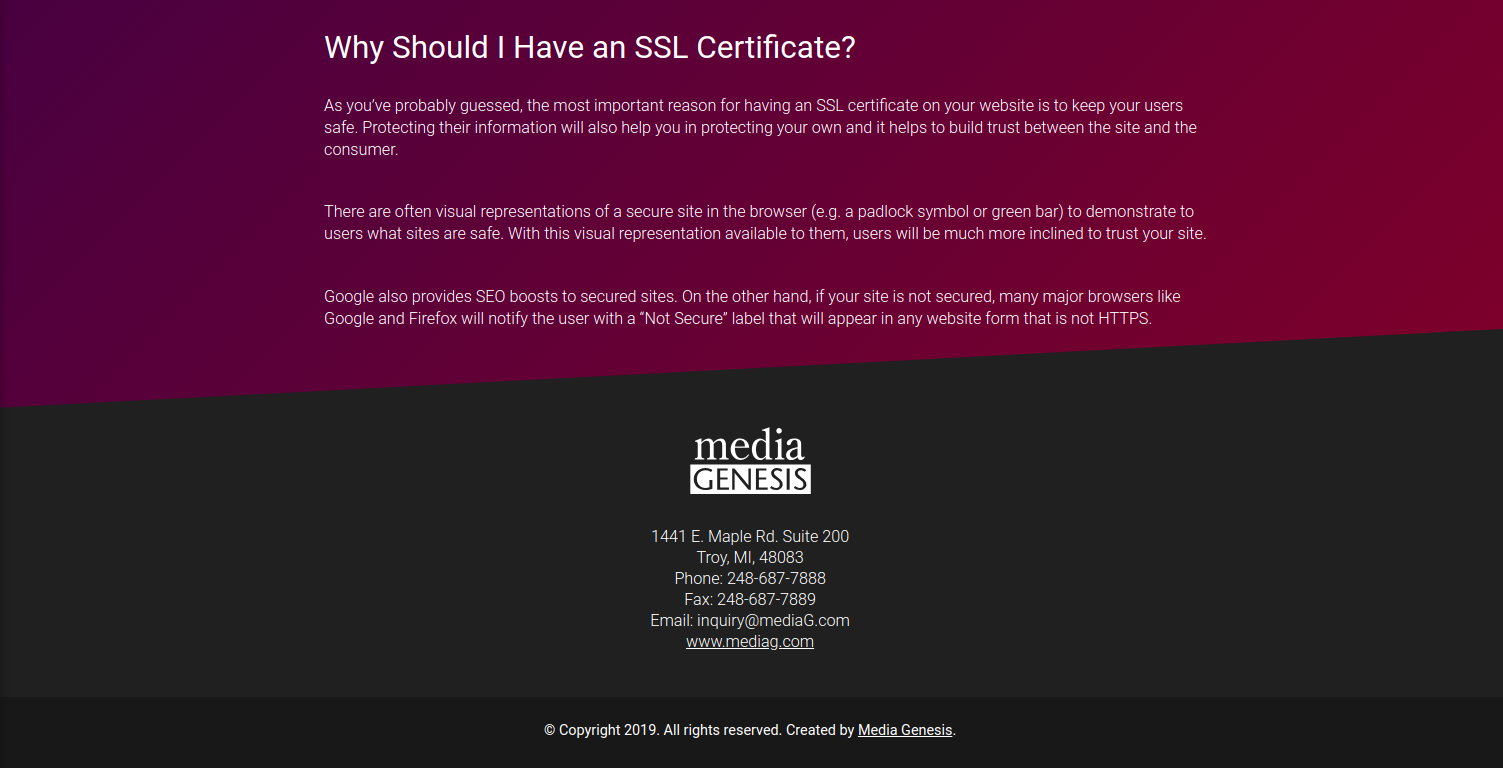 Why Should I Have an SSL Certificate?
As you’ve probably guessed, the most important reason for having an SSL certificate on your website is to keep your users
safe. Protecting their information will also help you in protecting your own and it helps to build trust between the site and the
consumer.
There are often visual representations of a secure site in the browser (e.g. a padlock symbol or green bar) to demonstrate to
users what sites are safe. With this visual representation available to them, users will be much more inclined to trust your site.
Google also provides SEO boosts to secured sites. On the other hand, if your site is not secured, many major browsers like
Google and Firefox will notify the user with a “Not Secure” label that will appear in any website form that is not HTTPS.
media
GENESIS
1441 E. Maple Rd. Suite 200
Troy, MI, 48083
Phone: 248-687-7888
Fax: 248-687-7889
Email: inquiry@mediaG.com
www.mediag.com
© Copyright 2019. All rights reserved. Created by Media Genesis.